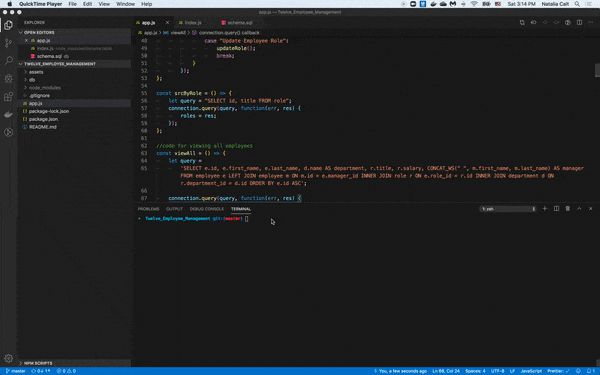 QuickTime Player File Edit View Window Help
Sat 3:14 PM Natalia Calt
app.js — Twelve_Employee_Management
EXPLORER
OPEN EDITORS
app.js
index.js node_modules/console.table
schema.sql
TWELVE_EMPLOYEE_MANAGEMENT
assets
db
node_modules
.gitignore
app.js
package-lock.json
package.json
README.md
NPM SCRIPTS
app.js index.js schema.sql
app.js > viewAll > connection.query() callback
48 case "Update Employee Role":
49 updateRole();
50 break;
51 }
52 });
53 };
54
55 const srcByRole = () => {
56 let query = "SELECT id, title FROM role";
57 connection.query(query, function(err, res) {
58 roles = res;
59 });
60 };
61
62 //code for viewing all employees
63 const viewAll = () => {
64 let query =
65 'SELECT e.id, e.first_name, e.last_name, d.name AS department, r.title, r.salary, CONCAT_WS(" ", m.first_name, m.last_name) AS manager
FROM employee e LEFT JOIN employee m ON m.id = e.manager_id INNER JOIN role r ON e.role_id = r.id INNER JOIN department d ON
r.department_id = d.id ORDER BY e.id ASC';
66
67 connection.query(query, function(err, res) {
PROBLEMS OUTPUT DEBUG CONSOLE TERMINAL
1: zsh
Twelve_Employee_Management git:(master)
master 0↓ 1↑ 0 0
You, a few seconds ago Ln 68, Col 24 Spaces: 4 UTF-8 LF JavaScript Prettier 1